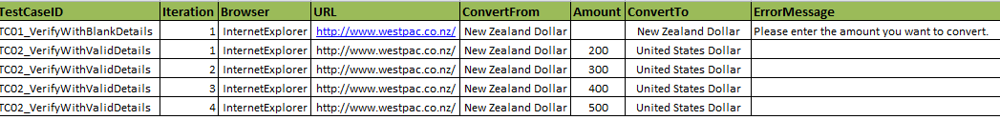 TestCaseID Iteration Browser URL ConvertFrom Amount ConvertTo ErrorMessage
TC01_VerifyWithBlankDetails 1 InternetExplorer http://www.westpac.co.nz/ New Zealand Dollar New Zealand Dollar Please enter the amount you want to convert.
TC02_VerifyWithValidDetails 1 InternetExplorer http://www.westpac.co.nz/ New Zealand Dollar 200 United States Dollar
TC02_VerifyWithValidDetails 2 InternetExplorer http://www.westpac.co.nz/ New Zealand Dollar 300 United States Dollar
TC02_VerifyWithValidDetails 3 InternetExplorer http://www.westpac.co.nz/ New Zealand Dollar 400 United States Dollar
TC02_VerifyWithValidDetails 4 InternetExplorer http://www.westpac.co.nz/ New Zealand Dollar 500 United States Dollar